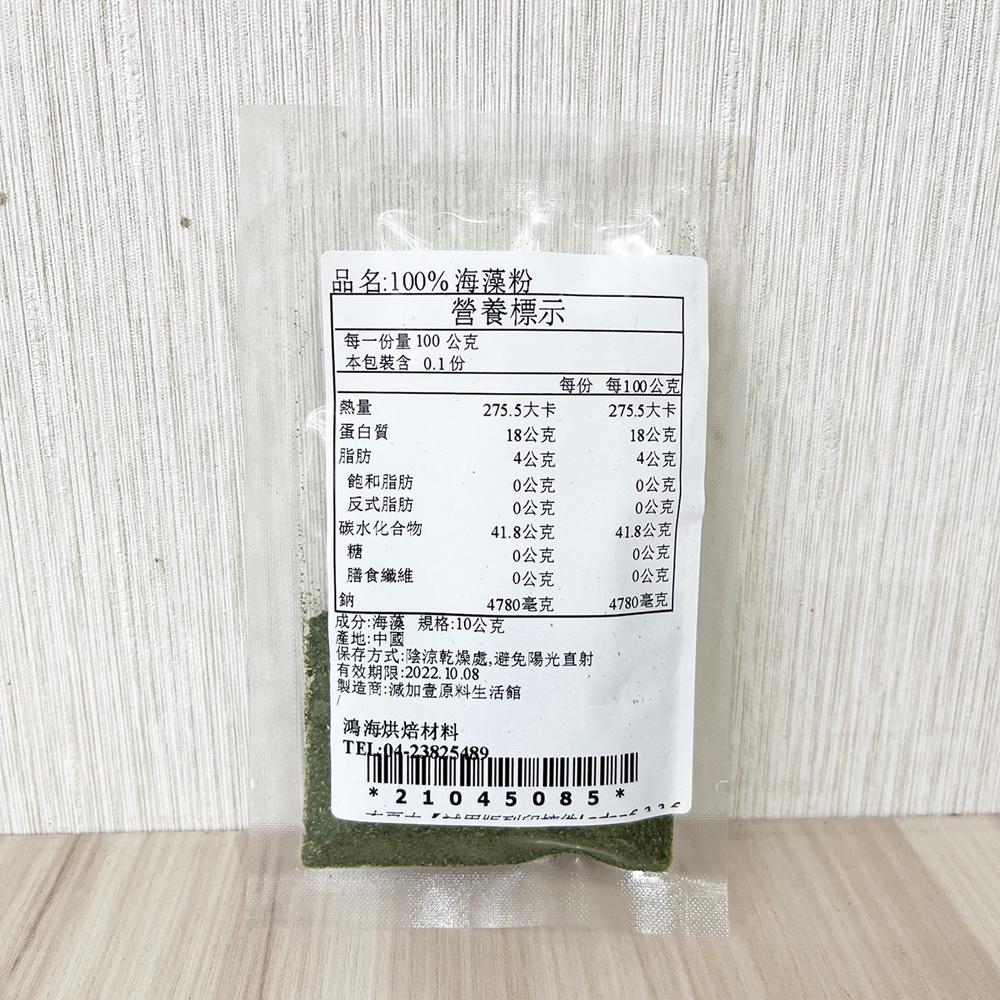 品名:100% 海藻粉
營養標示
每一份量 100 公克
本包裝含 0.1 份
每份 每100公克
熱量 275.5大卡 275.5大卡
蛋白質 18公克 18公克
脂肪 4公克 4公克
飽和脂肪 0公克 0公克
反式脂肪 0公克 0公克
碳水化合物 41.8公克 41.8公克
糖 0公克 0公克
膳食纖維 0公克 0公克
鈉 4780毫克 4780毫克
成分:海藻 規格:10公克
產地:中國
保存方式:陰涼乾燥處,避免陽光直射
有效期限:2022.10.08
製造商:減加壹原料生活館
/
鴻海烘焙材料
TEL:04-23825489
*21045085*